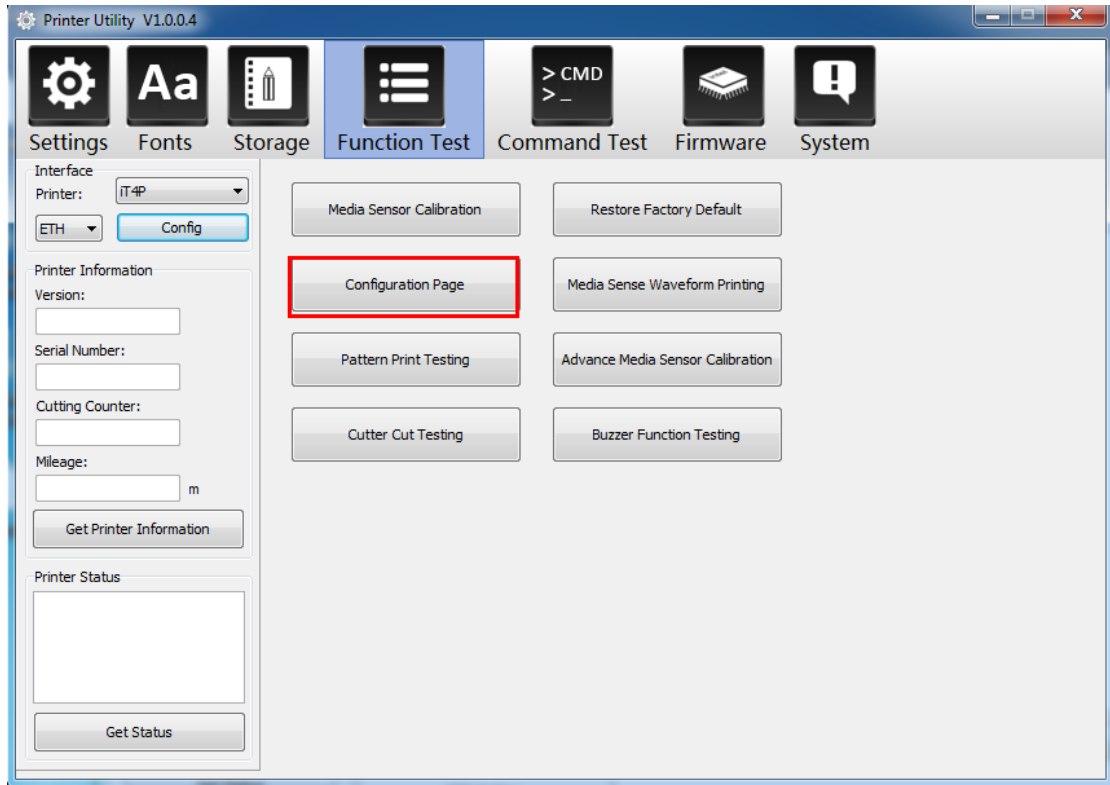 Printer Utility V1.0.0.4
Aa
> CMD
>_
Settings Fonts Storage Function Test Command Test Firmware System
Interface
Printer: iT4P
ETH Config
Printer Information
Version:
Serial Number:
Cutting Counter:
Mileage:
m
Get Printer Information
Printer Status
Get Status
Media Sensor Calibration Restore Factory Default
Configuration Page Media Sense Waveform Printing
Pattern Print Testing Advance Media Sensor Calibration
Cutter Cut Testing Buzzer Function Testing